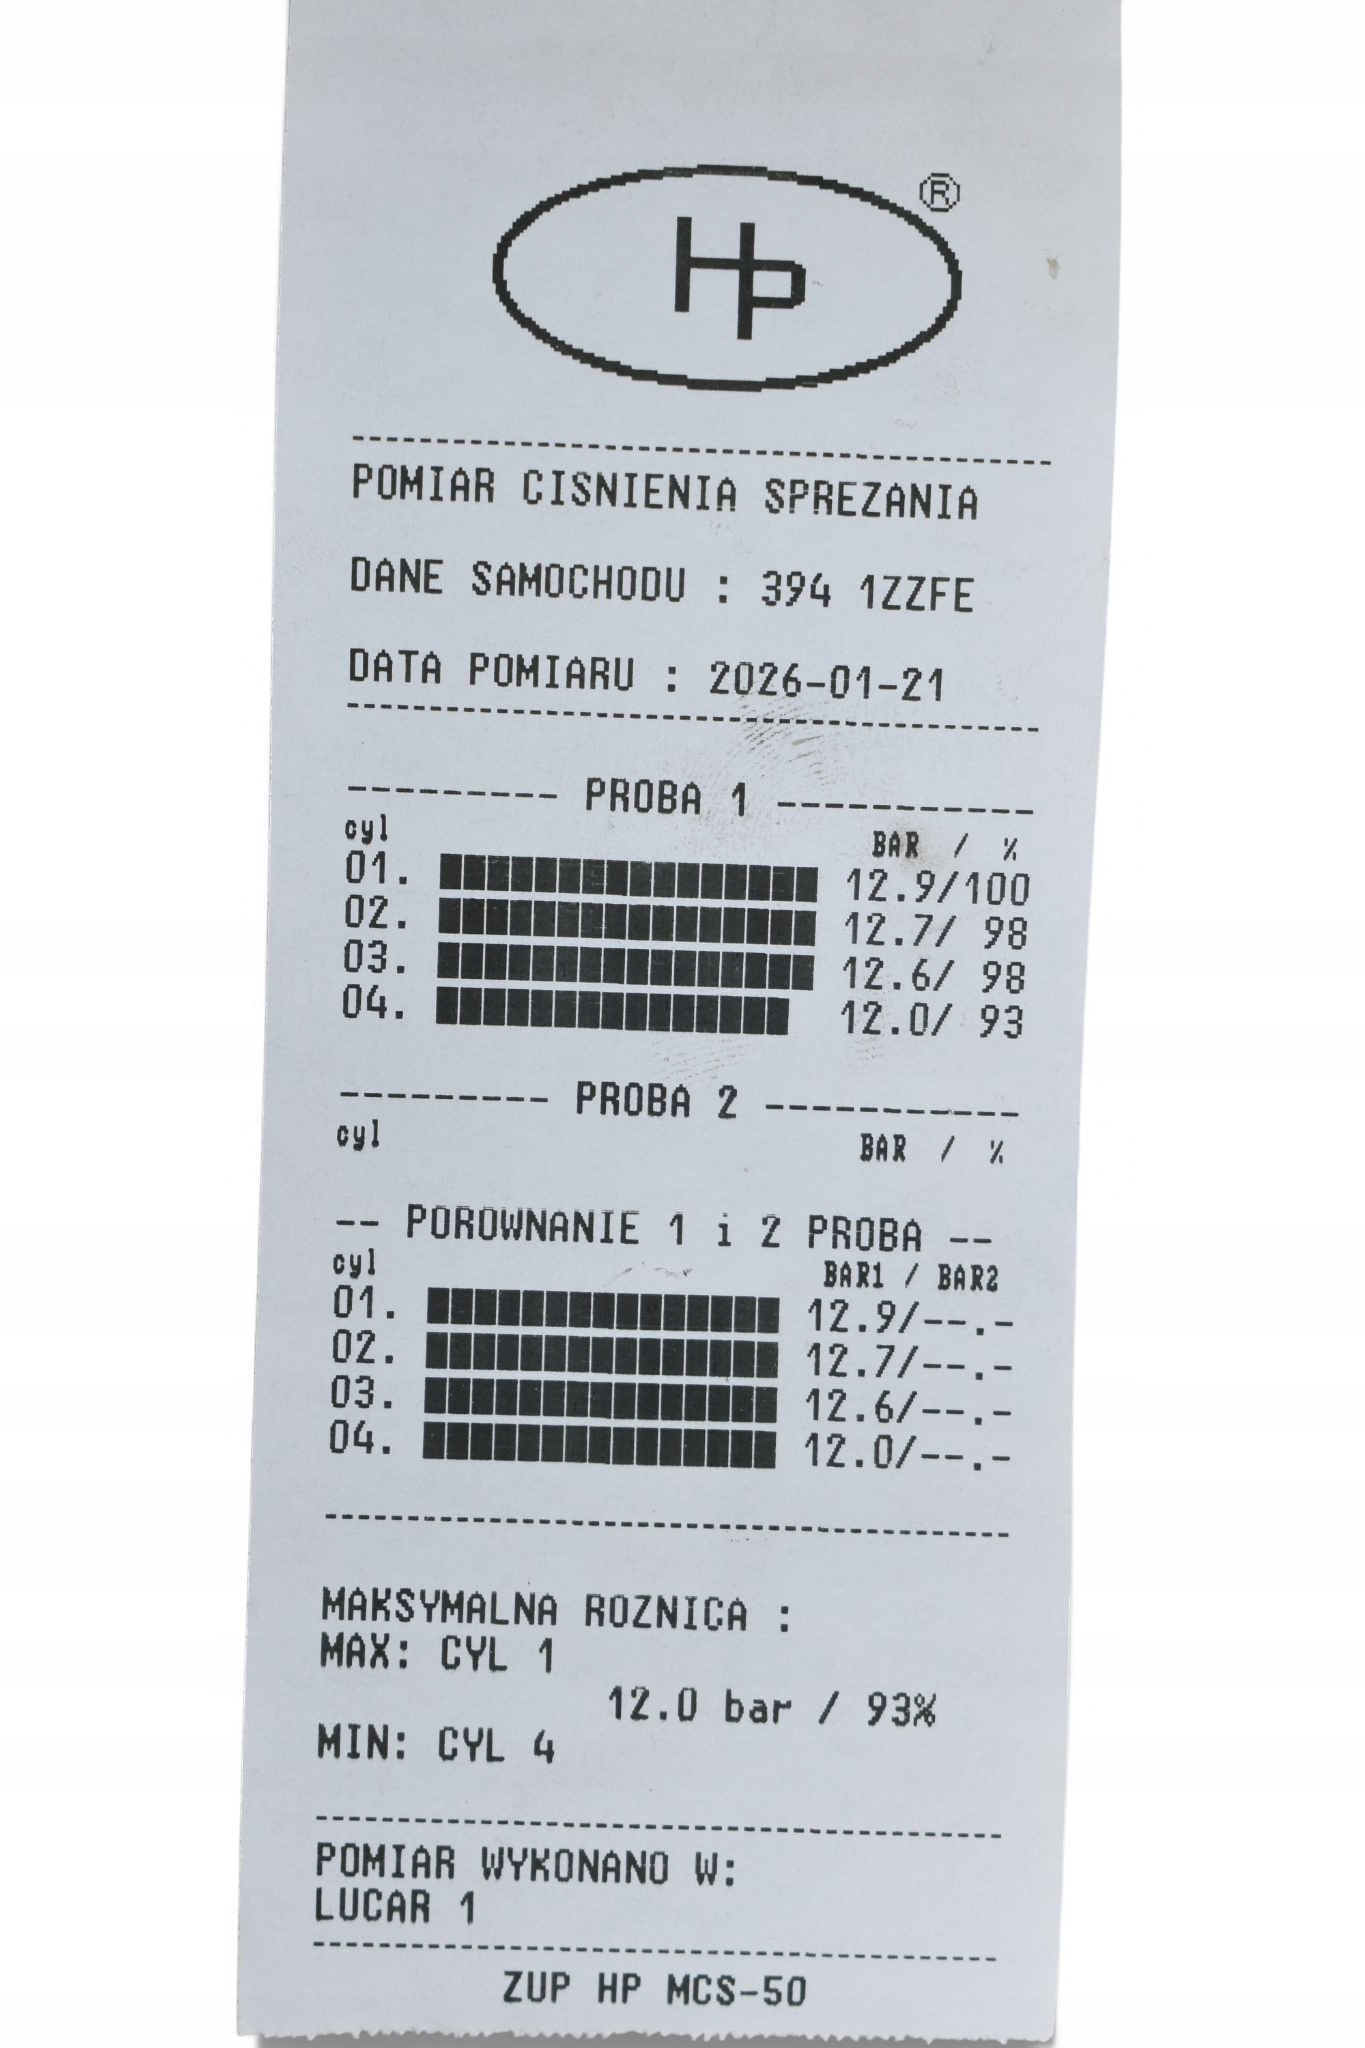 HP ®
POMIAR CISNIENIA SPREZANIA
DANE SAMOCHODU : 394 1ZZFE
DATA POMIARU : 2026-01-21
--------- PROBA 1 -----------
cyl BAR / %
01. 12.9/100
02. 12.7/ 98
03. 12.6/ 98
04. 12.0/ 93
--------- PROBA 2 -----------
cyl BAR / %
-- POROWNANIE 1 i 2 PROBA --
cyl BAR1 / BAR2
01. 12.9/--.-
02. 12.7/--.-
03. 12.6/--.-
04. 12.0/--.-
MAKSYMALNA ROZNICA :
MAX: CYL 1
12.0 bar / 93%
MIN: CYL 4
POMIAR WYKONANO W:
LUCAR 1
ZUP HP MCS-50